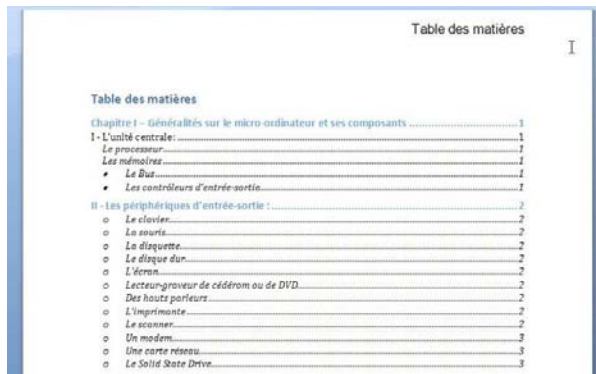 Table des matières
Table des matières
Chapitre I – Généralités sur le micro ordinateur et ses composants ........ 1
I - L'unité centrale: ........ 1
Le processeur ........ 1
Les mémoires ........ 1
• Le Bus ........ 1
• Les contrôleurs d'entrée-sortie ........ 1
II - Les périphériques d'entrée-sortie : ........ 2
o Le clavier ........ 2
o La souris ........ 2
o La disquette ........ 2
o Le disque dur ........ 2
o L'écran ........ 2
o Lecteur-graveur de cédérom ou de DVD ........ 2
o Des hauts parleurs ........ 2
o L'imprimante ........ 2
o Le scanner ........ 2
o Un modem ........ 3
o Une carte réseau ........ 3
o Le Solid State Drive ........ 3